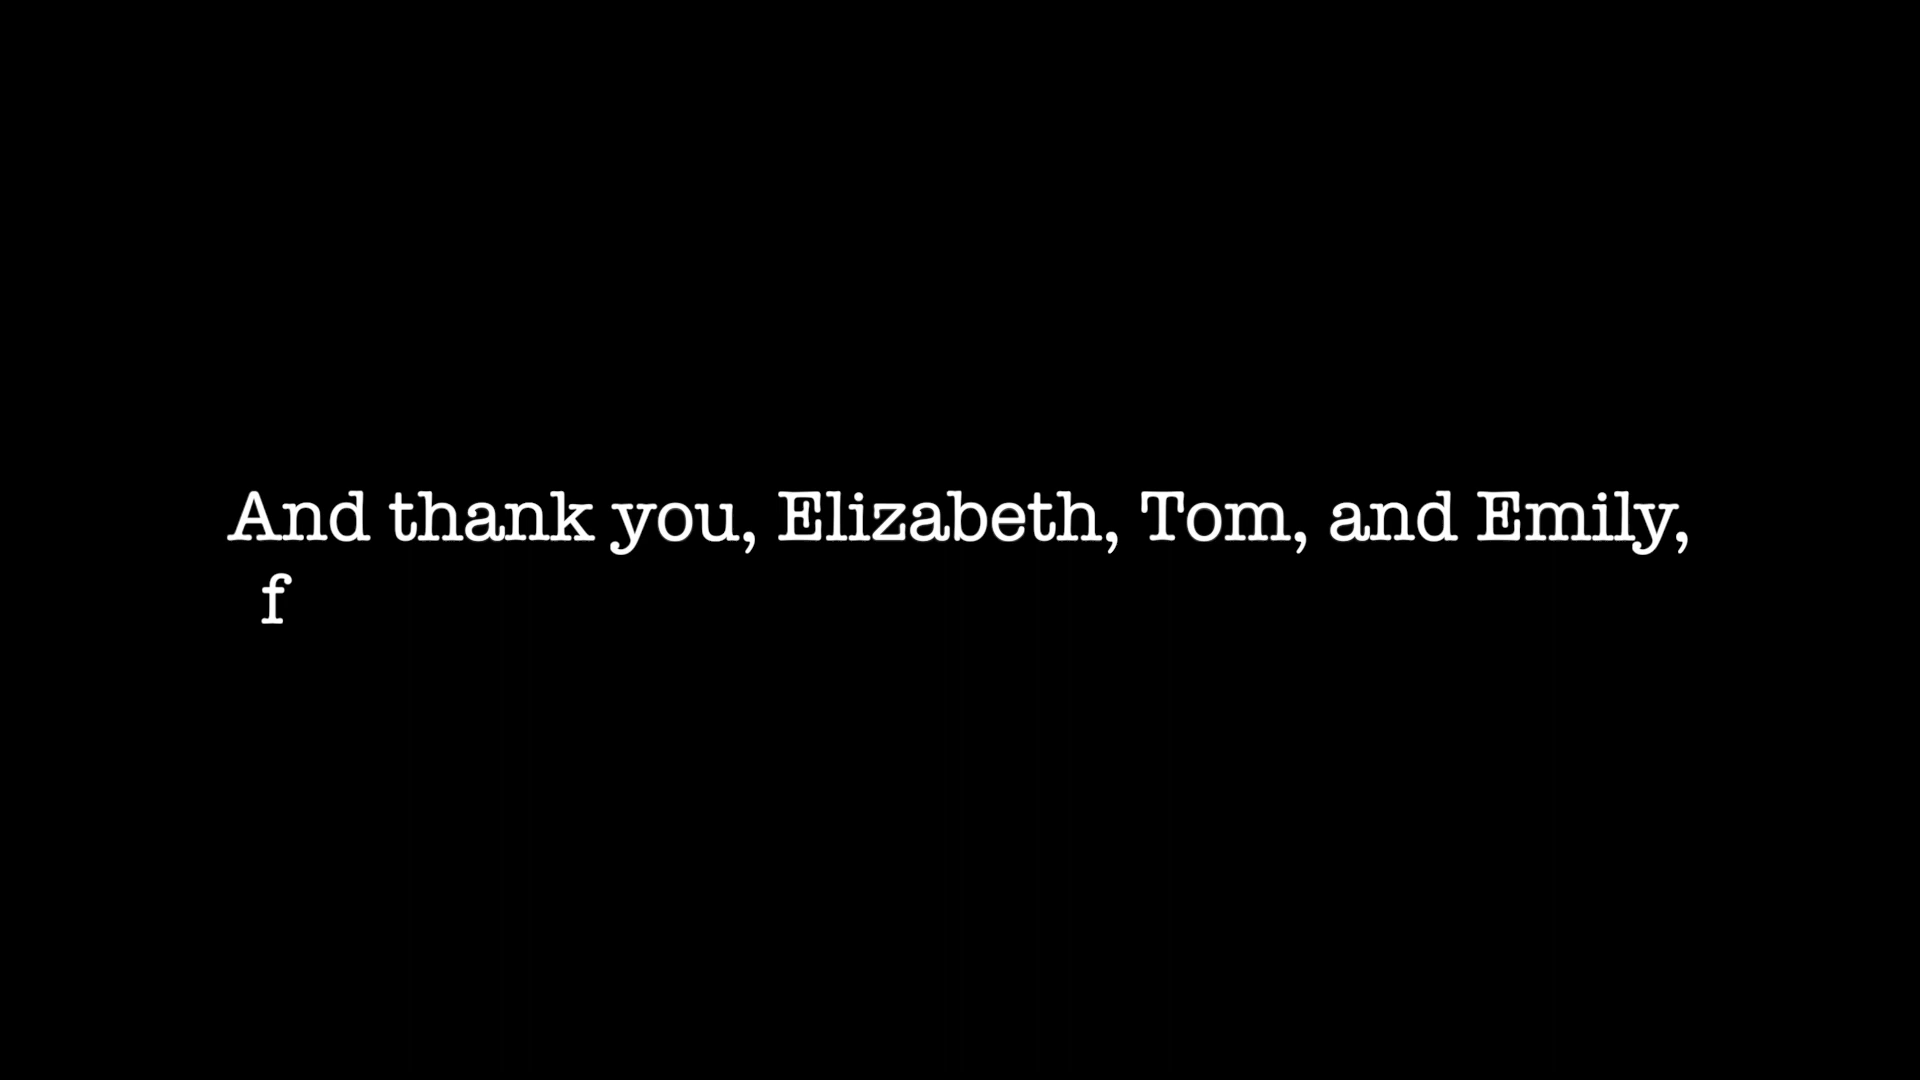 And thank you, Elizabeth, Tom, and Emily,
f